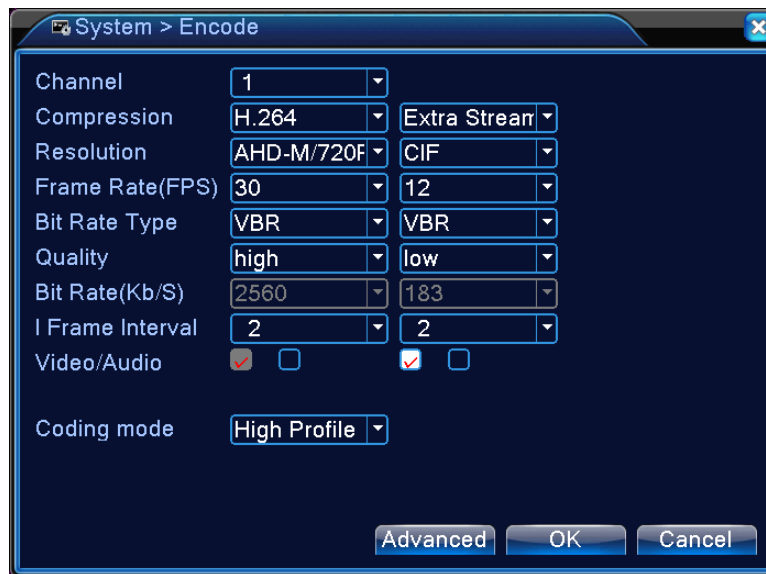 System > Encode
Channel 1
Compression H.264 Extra Stream
Resolution AHD-M/720P CIF
Frame Rate(FPS) 30 12
Bit Rate Type VBR VBR
Quality high low
Bit Rate(Kb/S) 2560 183
I Frame Interval 2 2
Video/Audio
Coding mode High Profile
Advanced OK Cancel